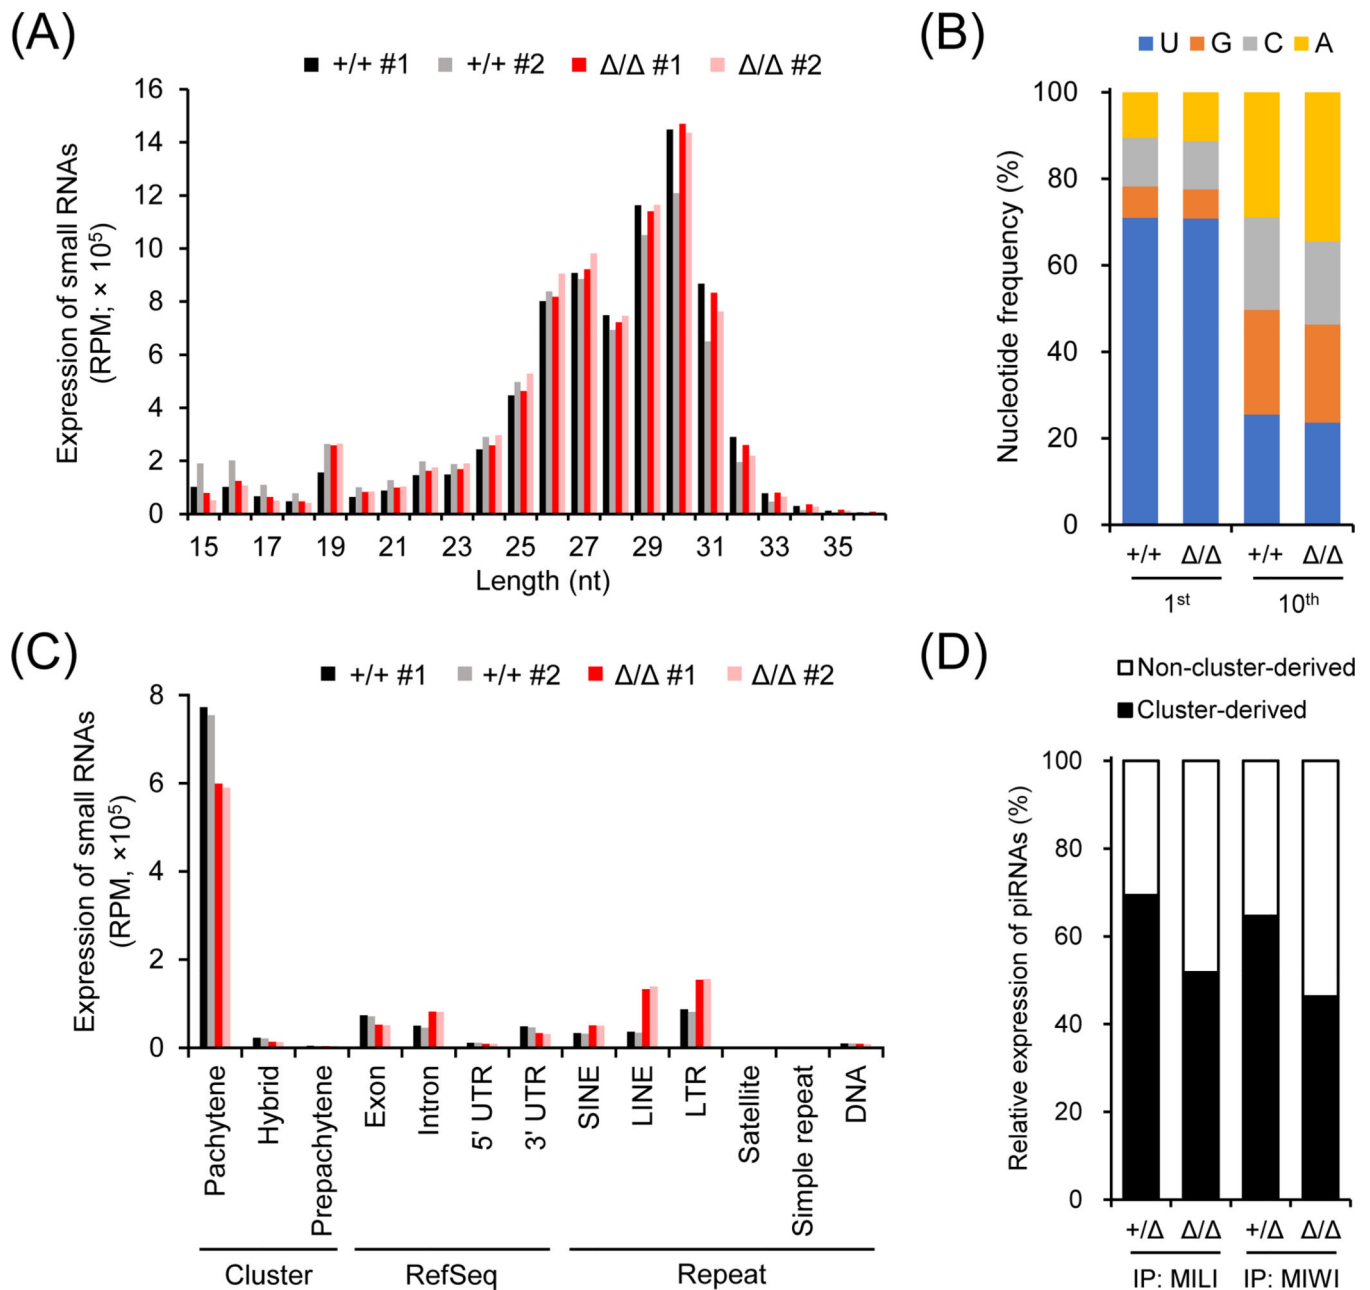 (A)
+/+ #1 +/+ #2 Δ/Δ #1 Δ/Δ #2
Expression of small RNAs
(RPM; × 10⁵)
16
14
12
10
8
6
4
2
0
15 17 19 21 23 25 27 29 31 33 35
Length (nt)
(B)
U G C A
Nucleotide frequency (%)
100
80
60
40
20
0
+/+ Δ/Δ +/+ Δ/Δ
1st 10th
(C)
+/+ #1 +/+ #2 Δ/Δ #1 Δ/Δ #2
Expression of small RNAs
(RPM, ×10⁵)
8
6
4
2
0
Pachytene
Hybrid
Prepachytene
Exon
Intron
5' UTR
3' UTR
SINE
LINE
LTR
Satellite
Simple repeat
DNA
Cluster RefSeq Repeat
(D)
Non-cluster-derived
Cluster-derived
Relative expression of piRNAs (%)
100
80
60
40
20
0
+/Δ Δ/Δ +/Δ Δ/Δ
IP: MILI IP: MIWI